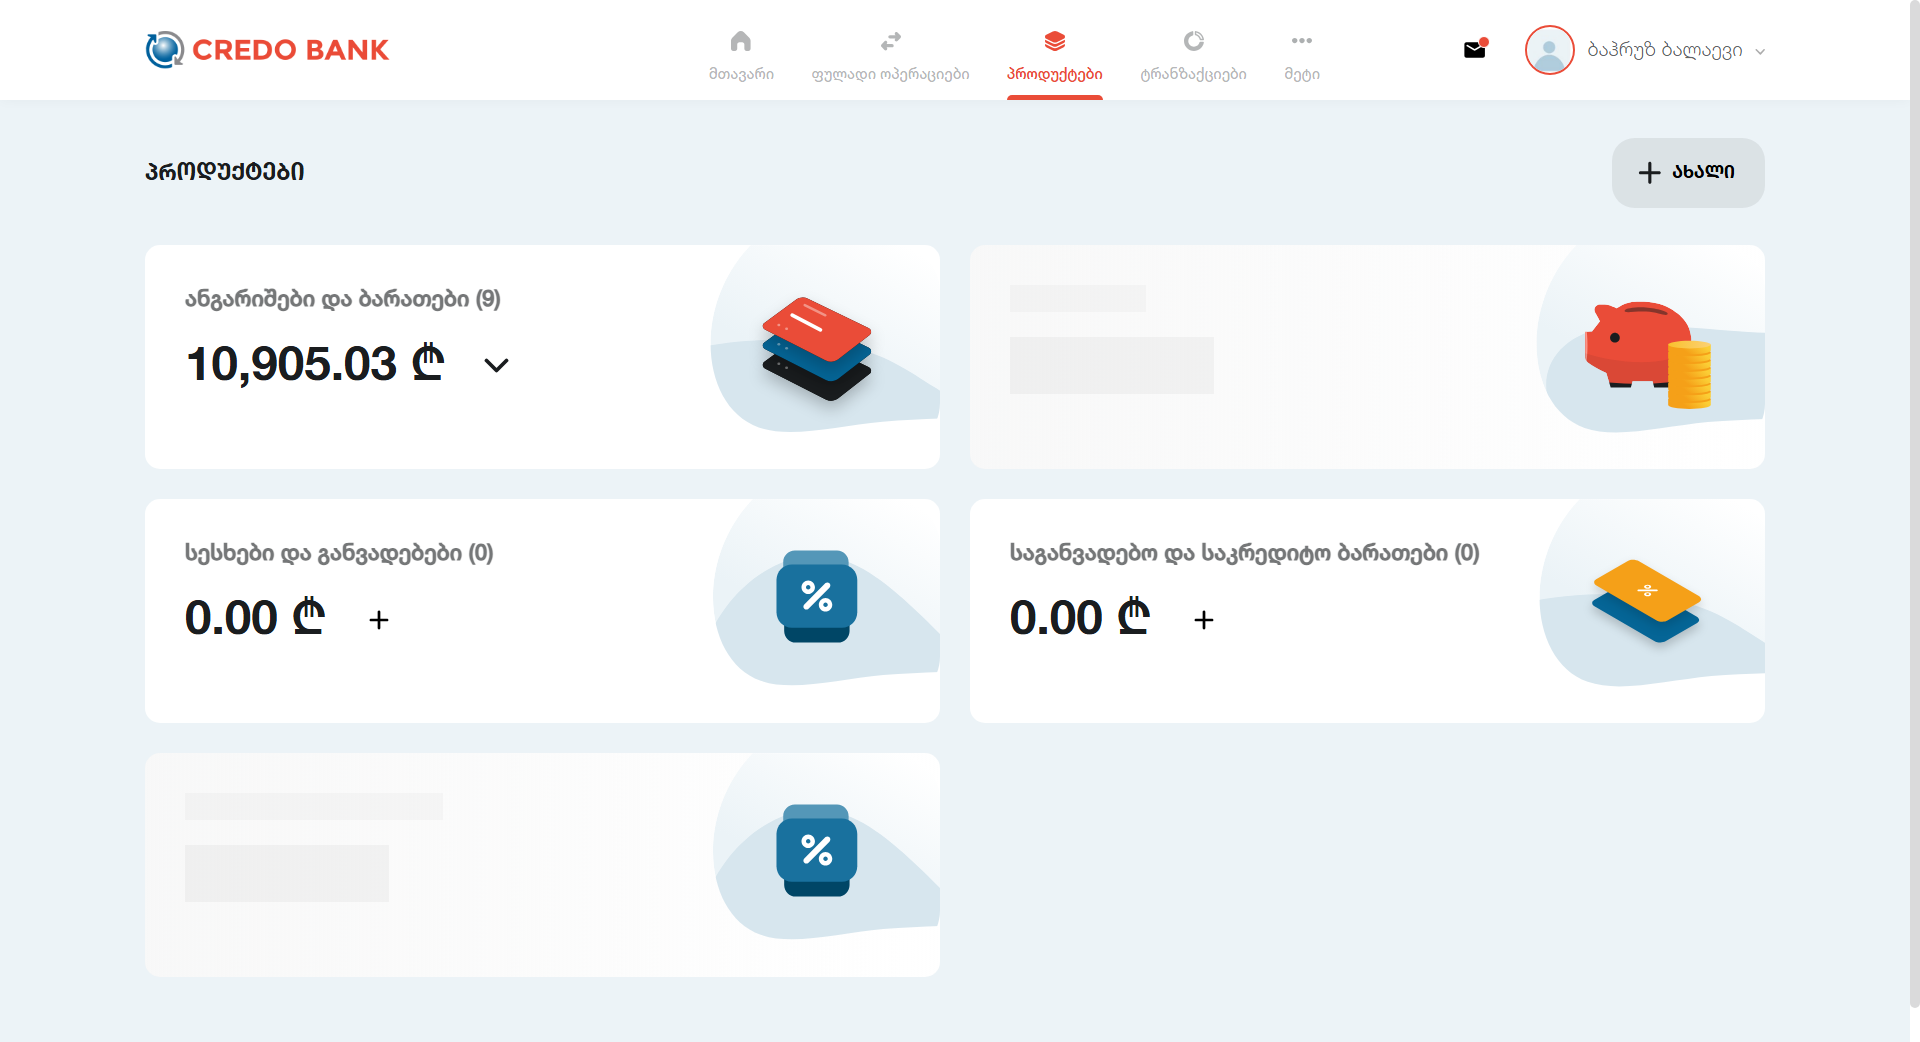 CREDO BANK
მთავარი
ფულადი ოპერაციები
პროდუქტები
ტრანზაქციები
მეტი
ბაჰრუზ ბალაევი
პროდუქტები
ახალი
ანგარიშები და ბარათები (9)
10,905.03 ₾
სესხები და განვადებები (0)
0.00 ₾
საგანვადებო და საკრედიტო ბარათები (0)
0.00 ₾